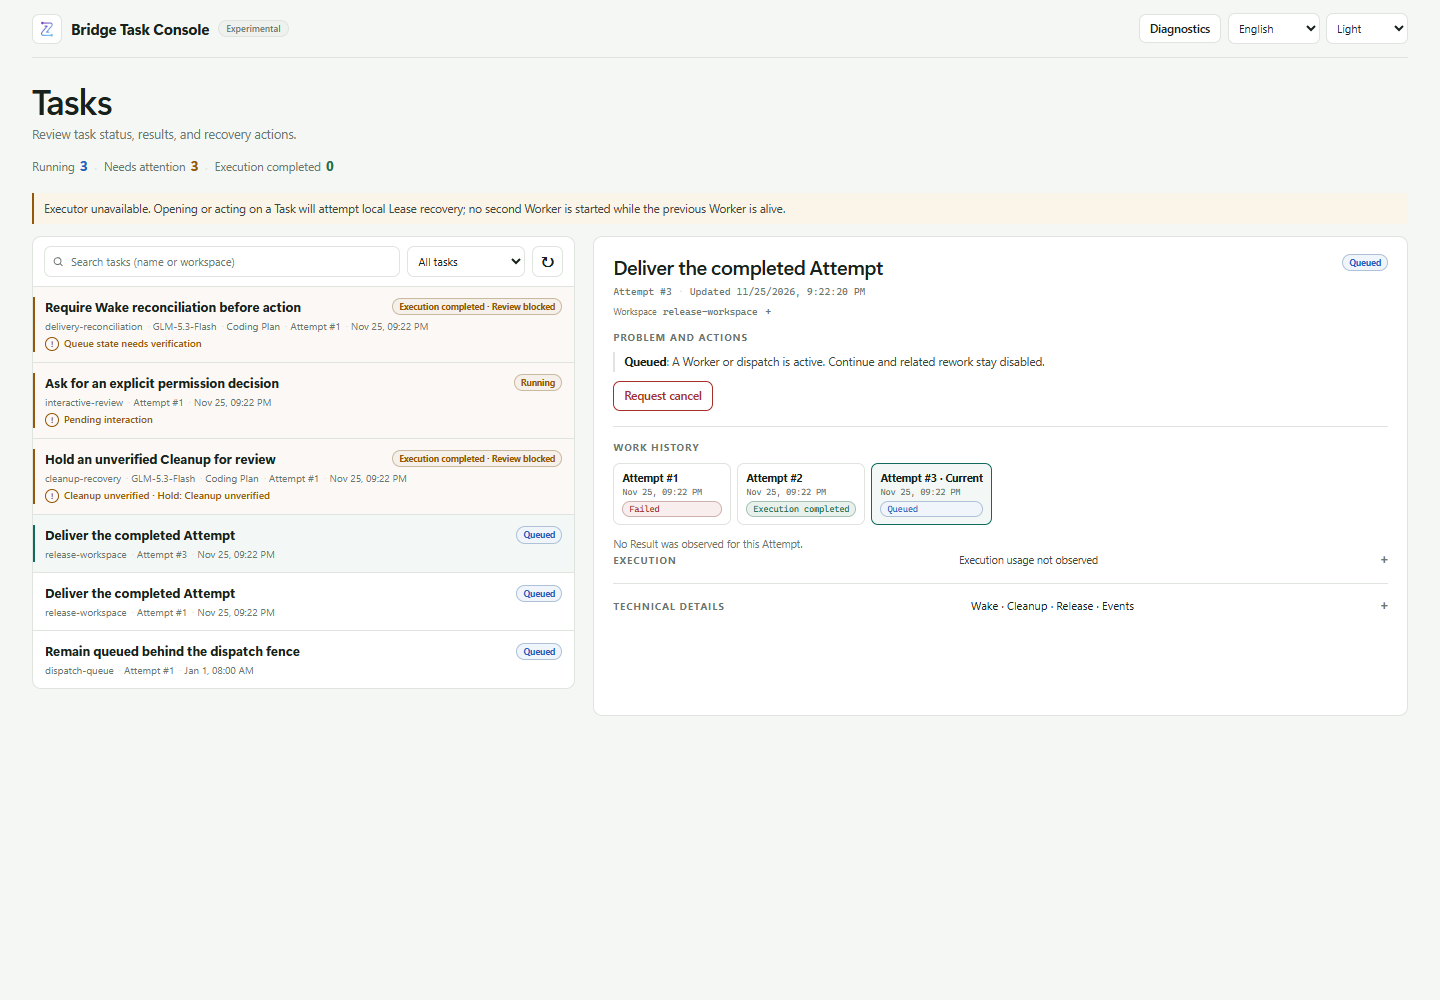 Bridge Task Console Experimental Diagnostics English Light
Tasks
Review task status, results, and recovery actions.
Running 3 · Needs attention 3 · Execution completed 0
Executor unavailable. Opening or acting on a Task will attempt local Lease recovery; no second Worker is started while the previous Worker is alive.
Search tasks (name or workspace) All tasks
Require Wake reconciliation before action Execution completed · Review blocked
delivery-reconciliation · GLM-5.3-Flash · Coding Plan · Attempt #1 · Nov 25, 09:22 PM
Queue state needs verification
Ask for an explicit permission decision Running
interactive-review · Attempt #1 · Nov 25, 09:22 PM
Pending interaction
Hold an unverified Cleanup for review Execution completed · Review blocked
cleanup-recovery · GLM-5.3-Flash · Coding Plan · Attempt #1 · Nov 25, 09:22 PM
Cleanup unverified · Hold: Cleanup unverified
Deliver the completed Attempt Queued
release-workspace · Attempt #3 · Nov 25, 09:22 PM
Deliver the completed Attempt Queued
release-workspace · Attempt #1 · Nov 25, 09:22 PM
Remain queued behind the dispatch fence Queued
dispatch-queue · Attempt #1 · Jan 1, 08:00 AM
Deliver the completed Attempt Queued
Attempt #3 · Updated 11/25/2026, 9:22:20 PM
Workspace release-workspace +
PROBLEM AND ACTIONS
Queued: A Worker or dispatch is active. Continue and related rework stay disabled.
Request cancel
WORK HISTORY
Attempt #1
Nov 25, 09:22 PM
Failed
Attempt #2
Nov 25, 09:22 PM
Execution completed
Attempt #3 · Current
Nov 25, 09:22 PM
Queued
No Result was observed for this Attempt.
EXECUTION Execution usage not observed +
TECHNICAL DETAILS Wake · Cleanup · Release · Events +